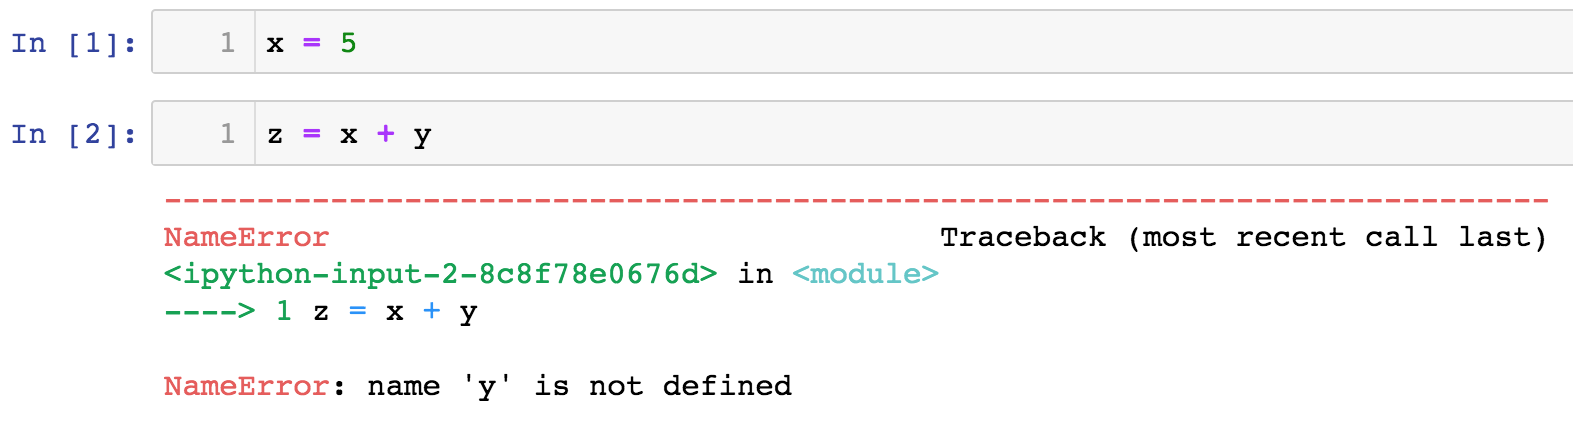 In [1]: 1 x = 5
In [2]: 1 z = x + y
---------------------------------------------------------------------------
NameError Traceback (most recent call last)
<ipython-input-2-8c8f78e0676d> in <module>
----> 1 z = x + y
NameError: name 'y' is not defined